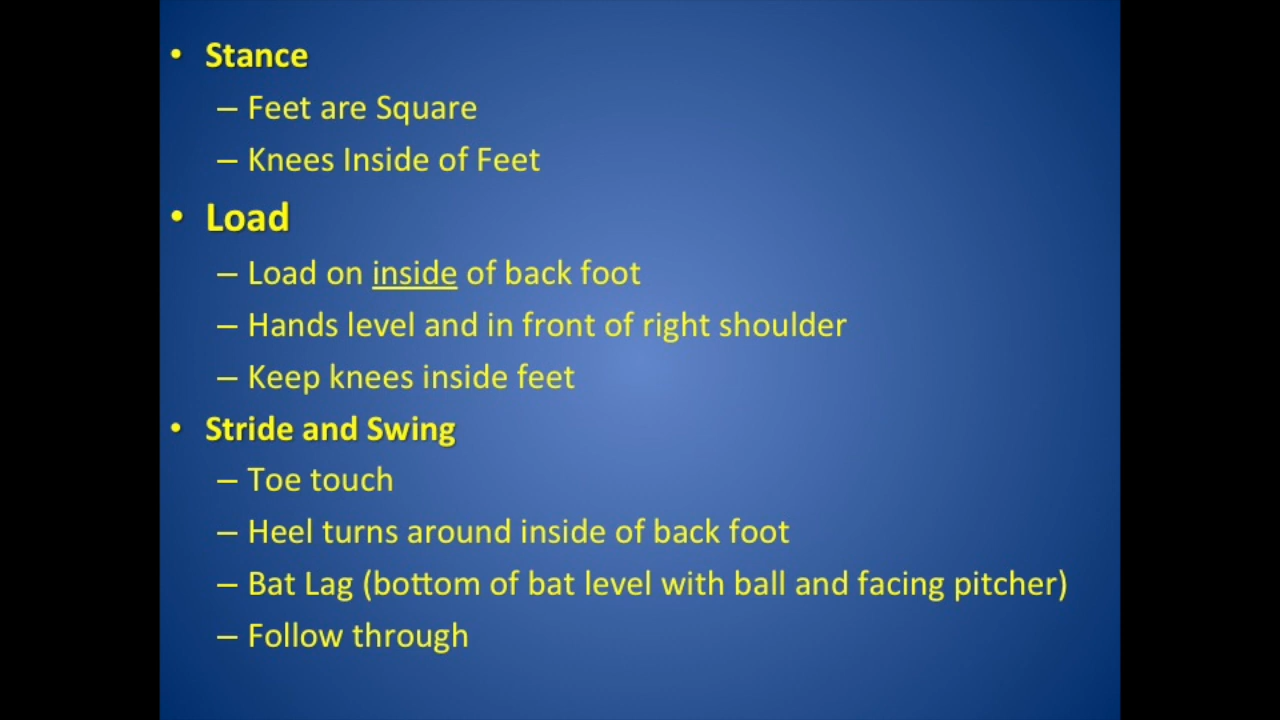 • Stance
– Feet are Square
– Knees Inside of Feet
• Load
– Load on inside of back foot
– Hands level and in front of right shoulder
– Keep knees inside feet
• Stride and Swing
– Toe touch
– Heel turns around inside of back foot
– Bat Lag (bottom of bat level with ball and facing pitcher)
– Follow through